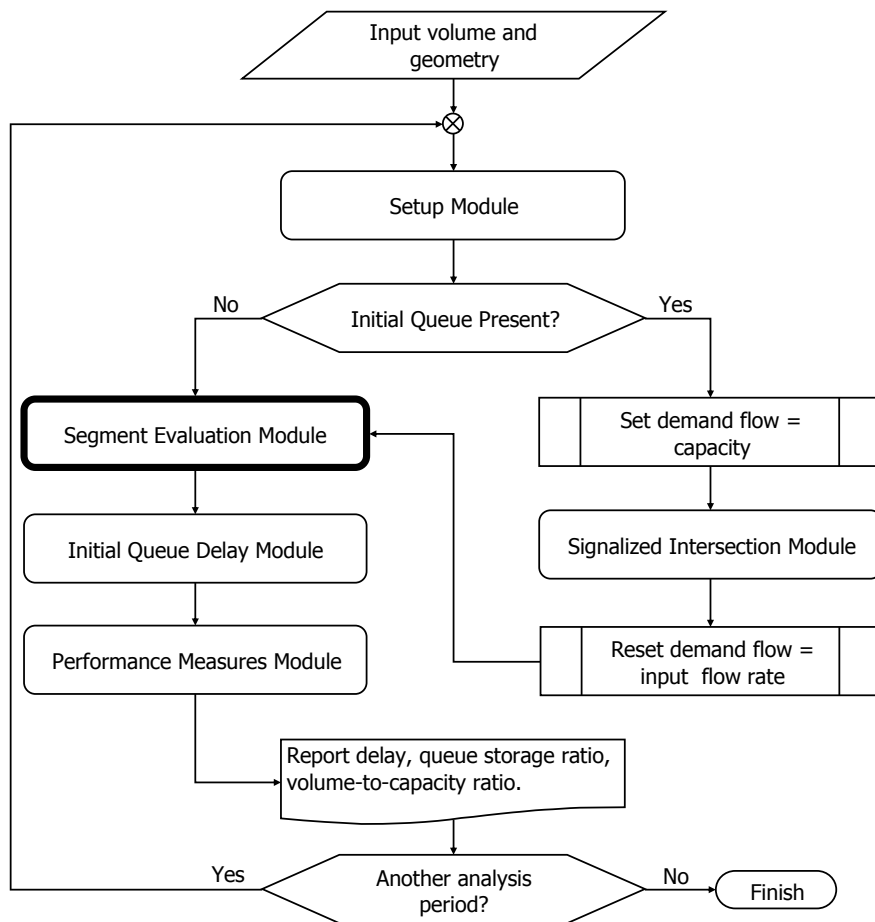 Input volume and
geometry
Setup Module
No
Yes
Initial Queue Present?
Segment Evaluation Module
Set demand flow =
capacity
Initial Queue Delay Module
Signalized Intersection Module
Performance Measures Module
Reset demand flow =
input flow rate
Report delay, queue storage ratio,
volume-to-capacity ratio.
Yes
Another analysis
period?
No
Finish